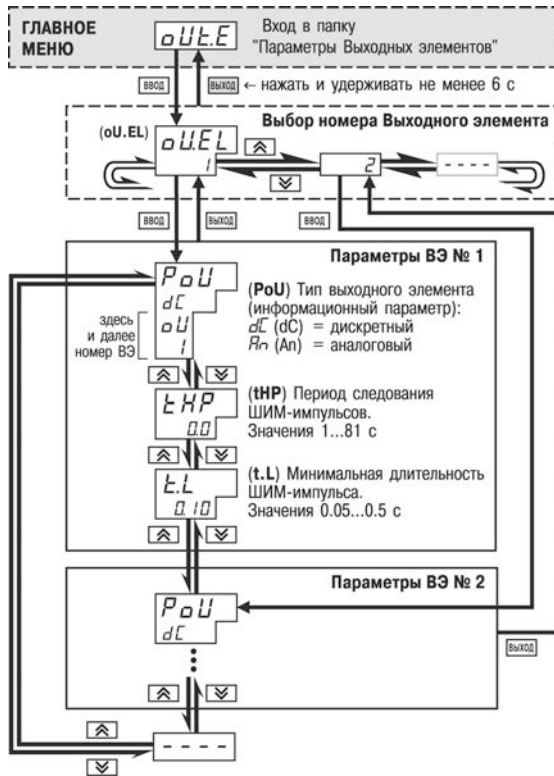 ГЛАВНОЕ
МЕНЮ
oUt.E
Вход в папку
"Параметры Выходных элементов"
ВВОД
ВЫХОД
← нажать и удерживать не менее 6 с
Выбор номера Выходного элемента
(oU.EL)
oU.EL
1
2
- - - -
ВВОД
ВЫХОД
ВВОД
Параметры ВЭ № 1
PoU
dC
oU
1
здесь
и далее
номер ВЭ
(PoU) Тип выходного элемента
(информационный параметр):
dC (dC) = дискретный
An (An) = аналоговый
tHP
0.0
(tHP) Период следования
ШИМ-импульсов.
Значения 1...81 с
t.L
0.10
(t.L) Минимальная длительность
ШИМ-импульса.
Значения 0.05...0.5 с
Параметры ВЭ № 2
PoU
dC
ВЫХОД
- - - -